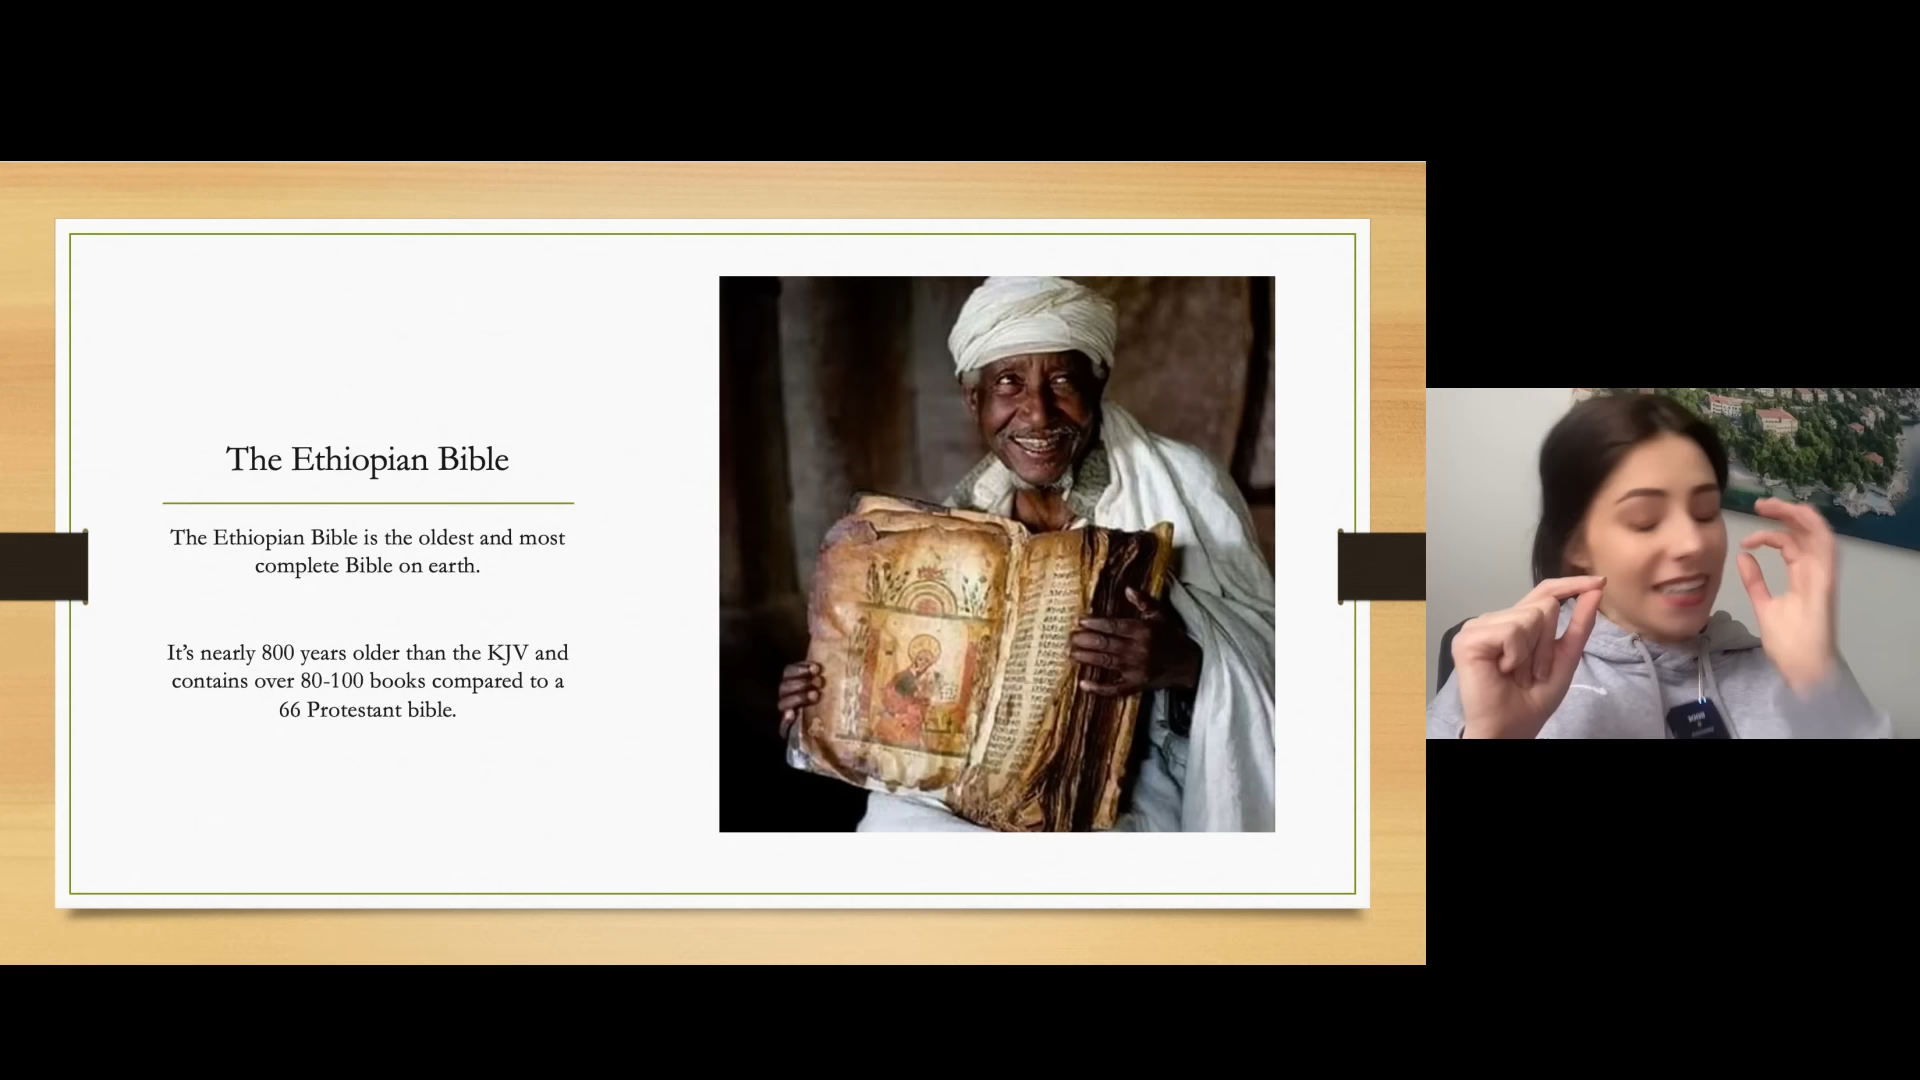 The Ethiopian Bible
The Ethiopian Bible is the oldest and most
complete Bible on earth.
It’s nearly 800 years older than the KJV and
contains over 80-100 books compared to a
66 Protestant bible.